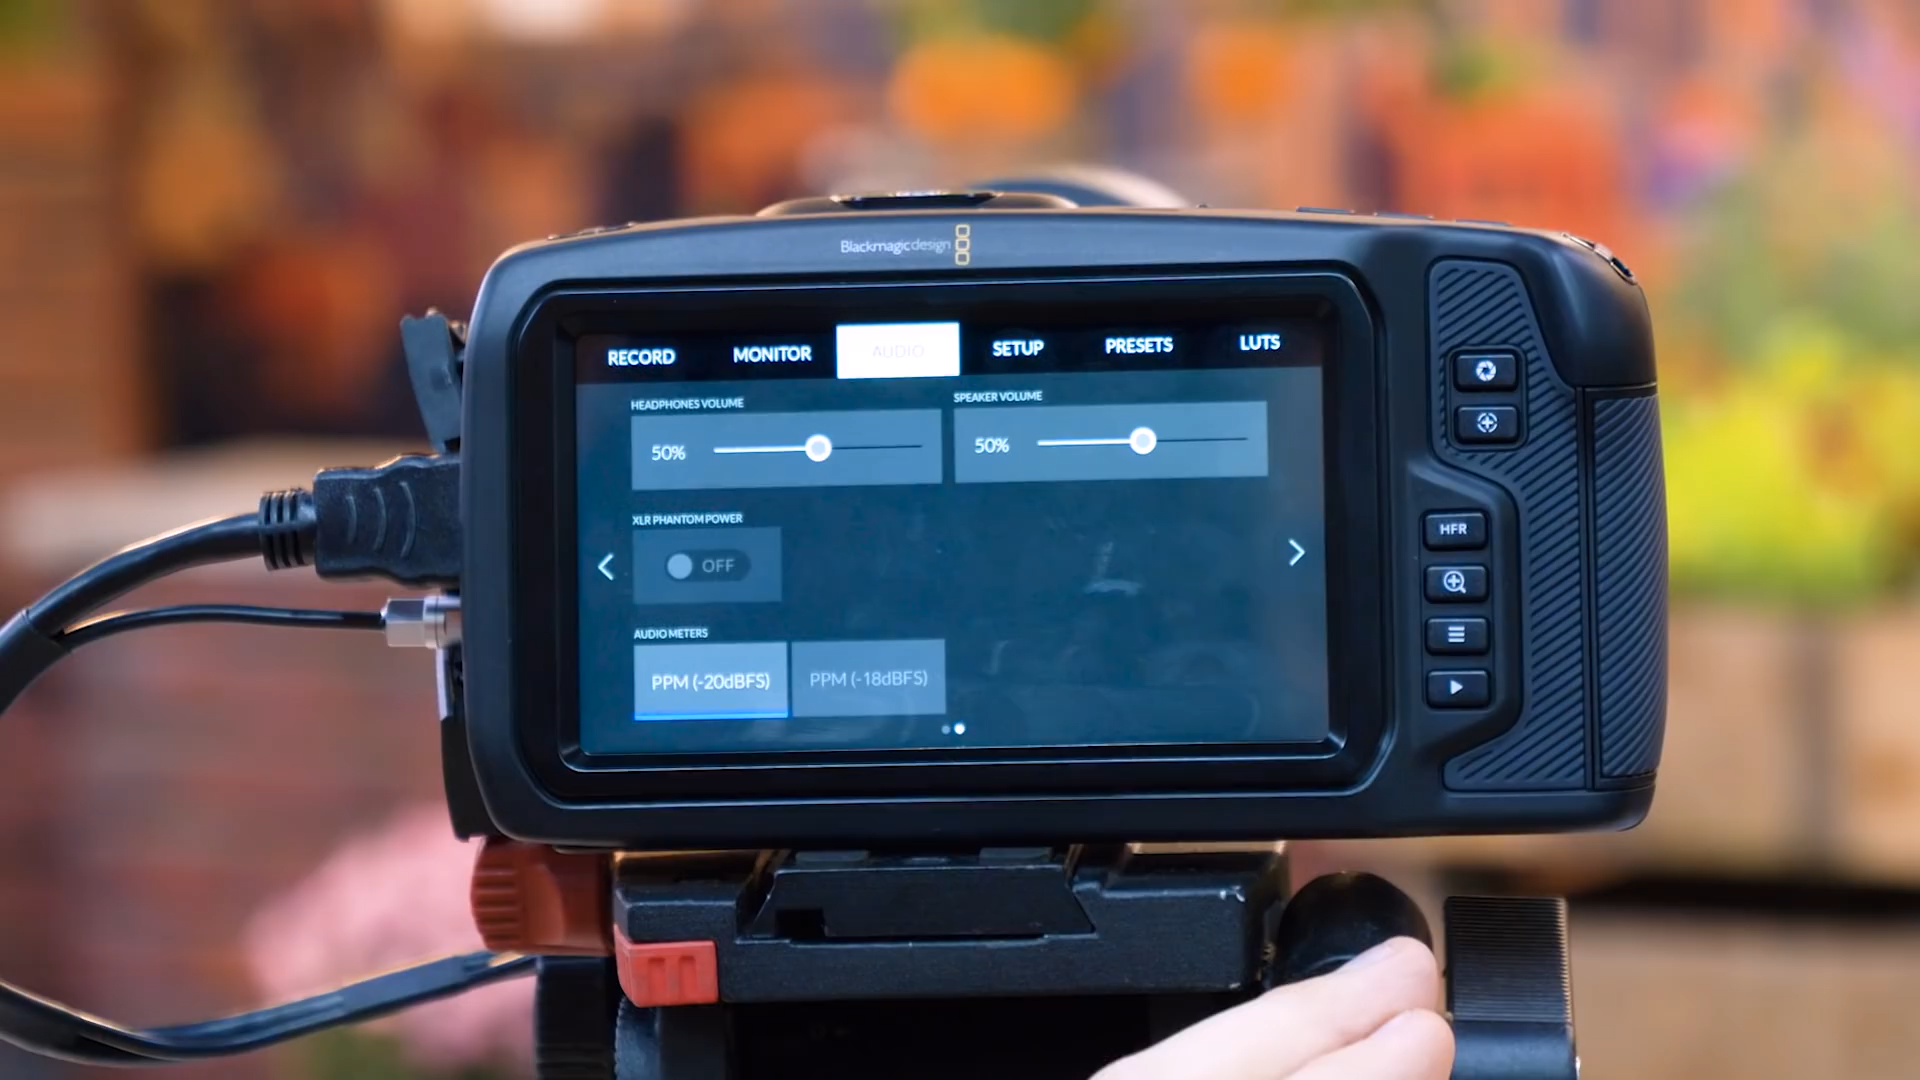 Blackmagicdesign
RECORD MONITOR AUDIO SETUP PRESETS LUTS
HEADPHONES VOLUME SPEAKER VOLUME
50% 50%
XLR PHANTOM POWER
OFF
AUDIO METERS
PPM (-20dBFS) PPM (-18dBFS)
HFR